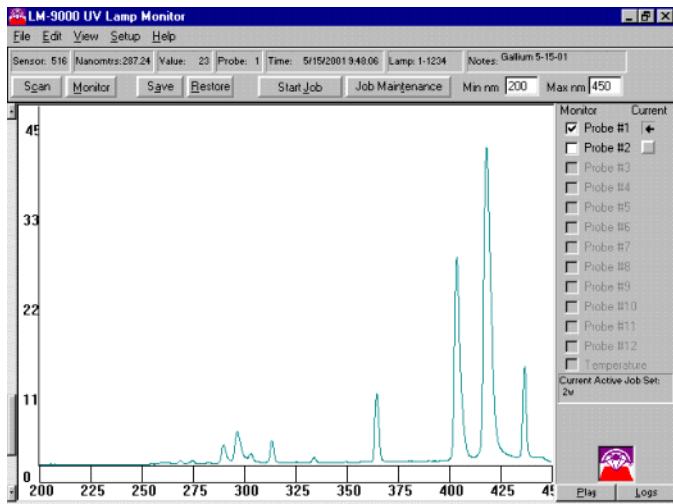 LM-9000 UV Lamp Monitor
File Edit View Setup Help
Sensor: 516 Nanomtrs:287.24 Value: 23 Probe: 1 Time: 5/15/2001 9:48:06 Lamp: 1-1234 Notes: Gallium 5-15-01
Scan Monitor Save Restore Start Job Job Maintenance Min nm 200 Max nm 450
Monitor Current
Probe #1
Probe #2
Probe #3
Probe #4
Probe #5
Probe #6
Probe #7
Probe #8
Probe #9
Probe #10
Probe #11
Probe #12
Temperature
Current Active Job Set:
2w
Play Logs
45
33
22
11
0
200 225 250 275 300 325 350 375 400 425 45